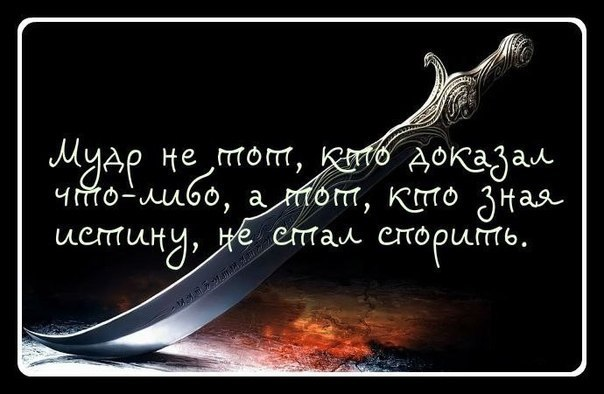 Мудр не тот, кто доказал
что-либо, а тот, кто зная
истину, не стал спорить.